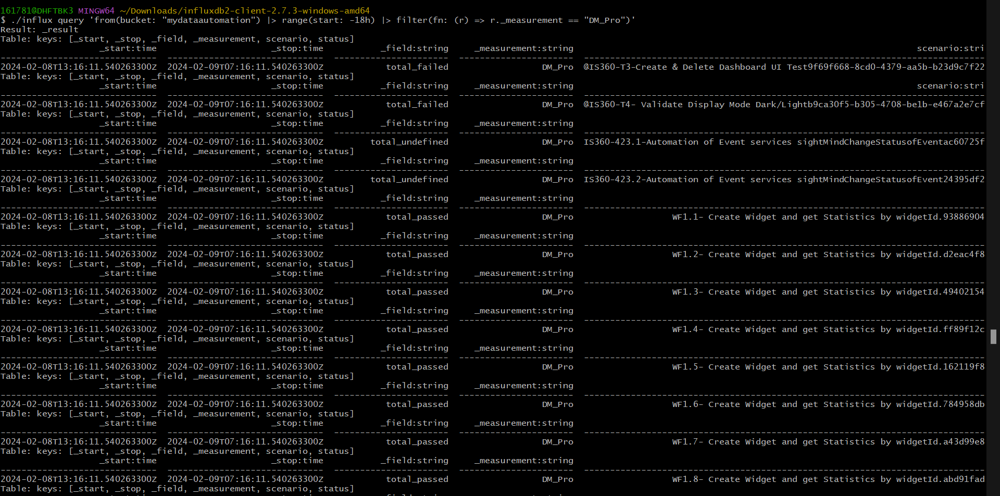 161781@DHFTBK3 MINGW64 ~/Downloads/influxdb2-client-2.7.3-windows-amd64
$ ./influx query 'from(bucket: "mydataautomation") |> range(start: -18h) |> filter(fn: (r) => r._measurement == "DM_Pro")'
Result: _result
Table: keys: [_start, _stop, _field, _measurement, scenario, status]
_start:time _stop:time _field:string _measurement:string scenario:stri
2024-02-08T13:16:11.540263300Z 2024-02-09T07:16:11.540263300Z total_failed DM_Pro @IS360-T3-Create & Delete Dashboard UI Test9f69f668-8cd0-4379-aa5b-b23d9c7f22
Table: keys: [_start, _stop, _field, _measurement, scenario, status]
_start:time _stop:time _field:string _measurement:string scenario:stri
2024-02-08T13:16:11.540263300Z 2024-02-09T07:16:11.540263300Z total_failed DM_Pro @IS360-T4- Validate Display Mode Dark/Lightb9ca30f5-b305-4708-be1b-e467a2e7cf
Table: keys: [_start, _stop, _field, _measurement, scenario, status]
_start:time _stop:time _field:string _measurement:string
2024-02-08T13:16:11.540263300Z 2024-02-09T07:16:11.540263300Z total_undefined DM_Pro IS360-423.1-Automation of Event services sightMindChangeStatusofEventac60725f
Table: keys: [_start, _stop, _field, _measurement, scenario, status]
_start:time _stop:time _field:string _measurement:string
2024-02-08T13:16:11.540263300Z 2024-02-09T07:16:11.540263300Z total_undefined DM_Pro IS360-423.2-Automation of Event services sightMindChangeStatusofEvent24395df2
Table: keys: [_start, _stop, _field, _measurement, scenario, status]
_start:time _stop:time _field:string _measurement:string
2024-02-08T13:16:11.540263300Z 2024-02-09T07:16:11.540263300Z total_passed DM_Pro WF1.1- Create Widget and get Statistics by widgetId.93886904
Table: keys: [_start, _stop, _field, _measurement, scenario, status]
_start:time _stop:time _field:string _measurement:string
2024-02-08T13:16:11.540263300Z 2024-02-09T07:16:11.540263300Z total_passed DM_Pro WF1.2- Create Widget and get Statistics by widgetId.d2eac4f8
Table: keys: [_start, _stop, _field, _measurement, scenario, status]
_start:time _stop:time _field:string _measurement:string
2024-02-08T13:16:11.540263300Z 2024-02-09T07:16:11.540263300Z total_passed DM_Pro WF1.3- Create Widget and get Statistics by widgetId.49402154
Table: keys: [_start, _stop, _field, _measurement, scenario, status]
_start:time _stop:time _field:string _measurement:string
2024-02-08T13:16:11.540263300Z 2024-02-09T07:16:11.540263300Z total_passed DM_Pro WF1.4- Create Widget and get Statistics by widgetId.ff89f12c
Table: keys: [_start, _stop, _field, _measurement, scenario, status]
_start:time _stop:time _field:string _measurement:string
2024-02-08T13:16:11.540263300Z 2024-02-09T07:16:11.540263300Z total_passed DM_Pro WF1.5- Create Widget and get Statistics by widgetId.162119f8
Table: keys: [_start, _stop, _field, _measurement, scenario, status]
_start:time _stop:time _field:string _measurement:string
2024-02-08T13:16:11.540263300Z 2024-02-09T07:16:11.540263300Z total_passed DM_Pro WF1.6- Create Widget and get Statistics by widgetId.784958db
Table: keys: [_start, _stop, _field, _measurement, scenario, status]
_start:time _stop:time _field:string _measurement:string
2024-02-08T13:16:11.540263300Z 2024-02-09T07:16:11.540263300Z total_passed DM_Pro WF1.7- Create Widget and get Statistics by widgetId.a43d99e8
Table: keys: [_start, _stop, _field, _measurement, scenario, status]
_start:time _stop:time _field:string _measurement:string
2024-02-08T13:16:11.540263300Z 2024-02-09T07:16:11.540263300Z total_passed DM_Pro WF1.8- Create Widget and get Statistics by widgetId.abd91fad
Table: keys: [_start, _stop, _field, _measurement, scenario, status]